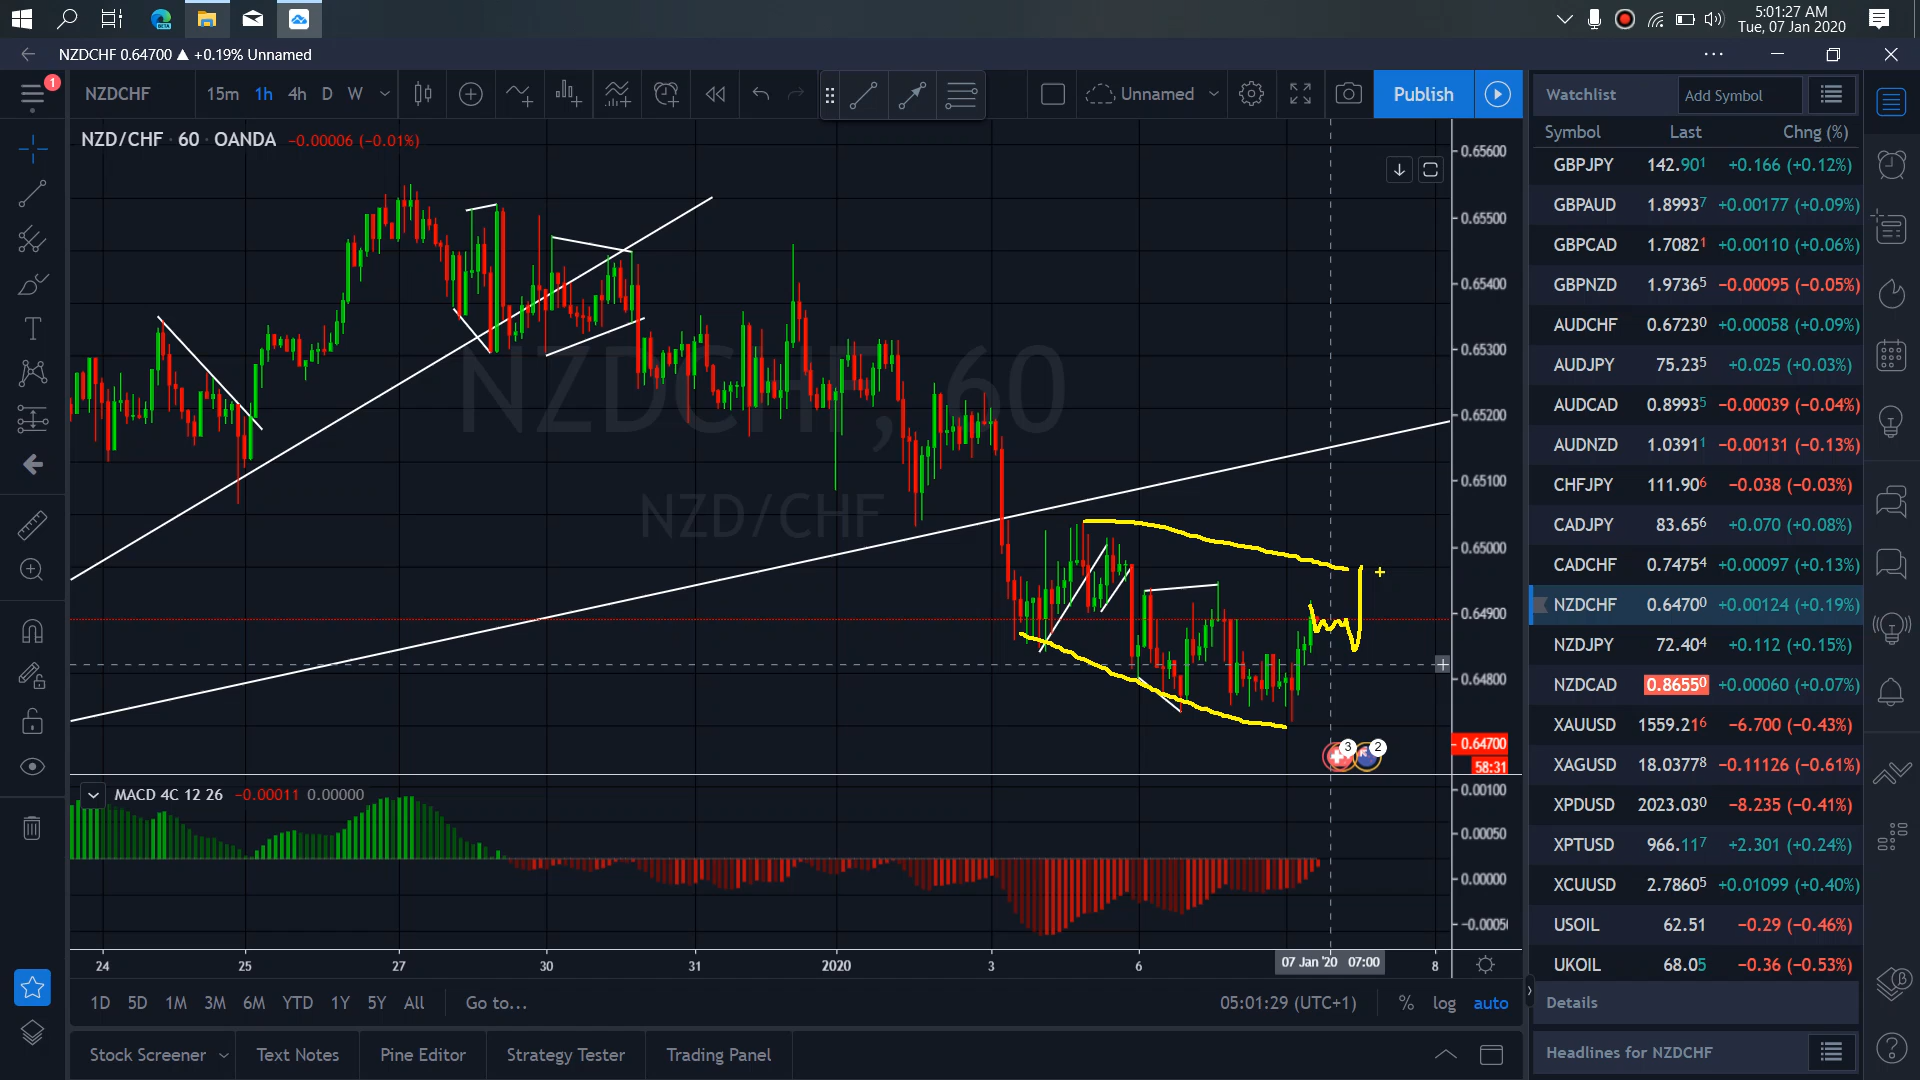 5:01:27 AM
Tue, 07 Jan 2020
NZDCHF 0.64700 ▲ +0.19% Unnamed
1
NZDCHF
15m 1h 4h D W
Unnamed
Publish
NZD/CHF · 60 · OANDA −0.00006 (−0.01%)
NZDCHF, 60
NZD/CHF
0.65600
0.65500
0.65400
0.65300
0.65200
0.65100
0.65000
0.64900
0.64800
0.64700
58:31
3
2
MACD 4C 12 26 −0.00011 0.00000
0.00100
0.00050
0.00000
24 25 27 30 31 2020 3 6 07 Jan '20 07:00 8
1D 5D 1M 3M 6M YTD 1Y 5Y All Go to...
05:01:29 (UTC+1) % log auto
Stock Screener Text Notes Pine Editor Strategy Tester Trading Panel
Watchlist Add Symbol
Symbol Last Chng (%)
GBPJPY 142.901 +0.166 (+0.12%)
GBPAUD 1.89937 +0.00177 (+0.09%)
GBPCAD 1.70821 +0.00110 (+0.06%)
GBPNZD 1.97365 −0.00095 (−0.05%)
AUDCHF 0.67230 +0.00058 (+0.09%)
AUDJPY 75.235 +0.025 (+0.03%)
AUDCAD 0.89935 −0.00039 (−0.04%)
AUDNZD 1.03911 −0.00131 (−0.13%)
CHFJPY 111.906 −0.038 (−0.03%)
CADJPY 83.656 +0.070 (+0.08%)
CADCHF 0.74754 +0.00097 (+0.13%)
NZDCHF 0.64700 +0.00124 (+0.19%)
NZDJPY 72.404 +0.112 (+0.15%)
NZDCAD 0.86550 +0.00060 (+0.07%)
XAUUSD 1559.216 −6.700 (−0.43%)
XAGUSD 18.03778 −0.11126 (−0.61%)
XPDUSD 2023.030 −8.235 (−0.41%)
XPTUSD 966.117 +2.301 (+0.24%)
XCUUSD 2.78605 +0.01099 (+0.40%)
USOIL 62.51 −0.29 (−0.46%)
UKOIL 68.05 −0.36 (−0.53%)
Details
Headlines for NZDCHF